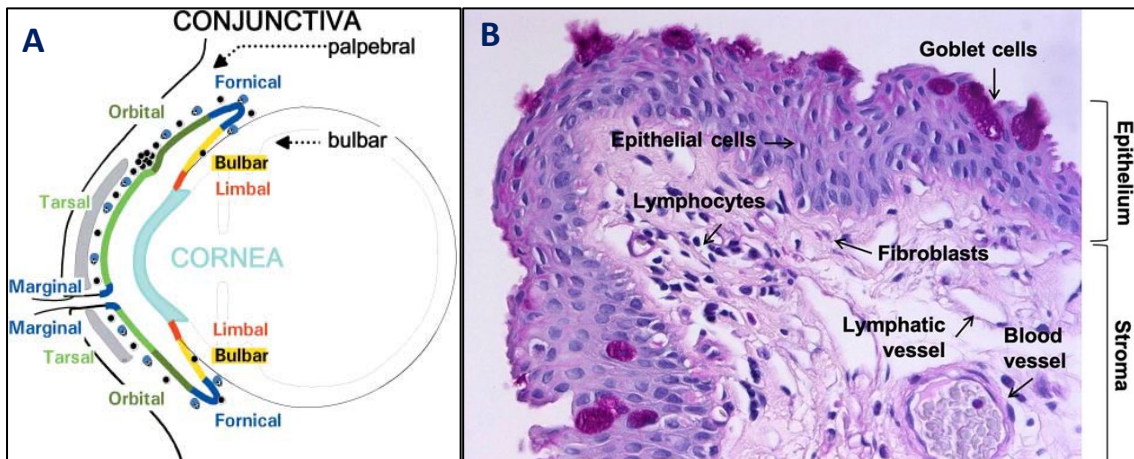 A
CONJUNCTIVA
palpebral
Fornical
Orbital
bulbar
Bulbar
Limbal
Tarsal
CORNEA
Marginal
Marginal
Limbal
Tarsal
Bulbar
Orbital
Fornical
B
Goblet cells
Epithelial cells
Lymphocytes
Fibroblasts
Lymphatic
vessel
Blood
vessel
Epithelium
Stroma